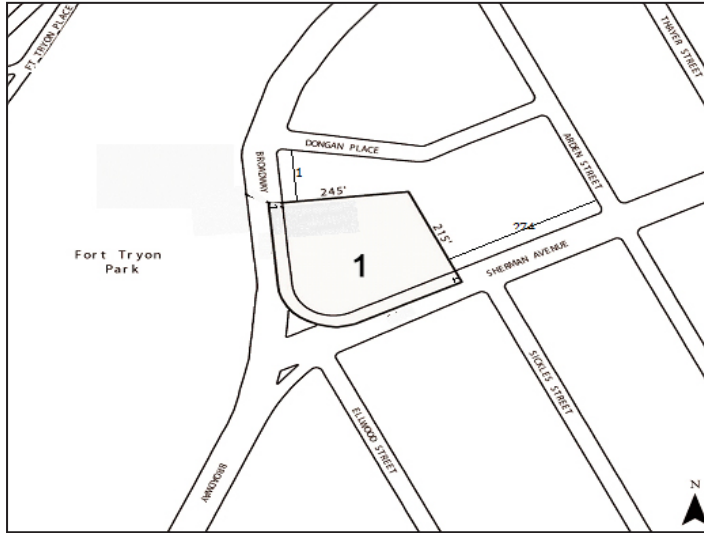 FT TRYON PLACE
THAYER STREET
DONGAN PLACE
ARDEN STREET
BROADWAY
1
245'
274
215'
Fort Tryon
Park
1
SHERMAN AVENUE
SICKLES STREET
ELLWOOD STREET
BROADWAY
N